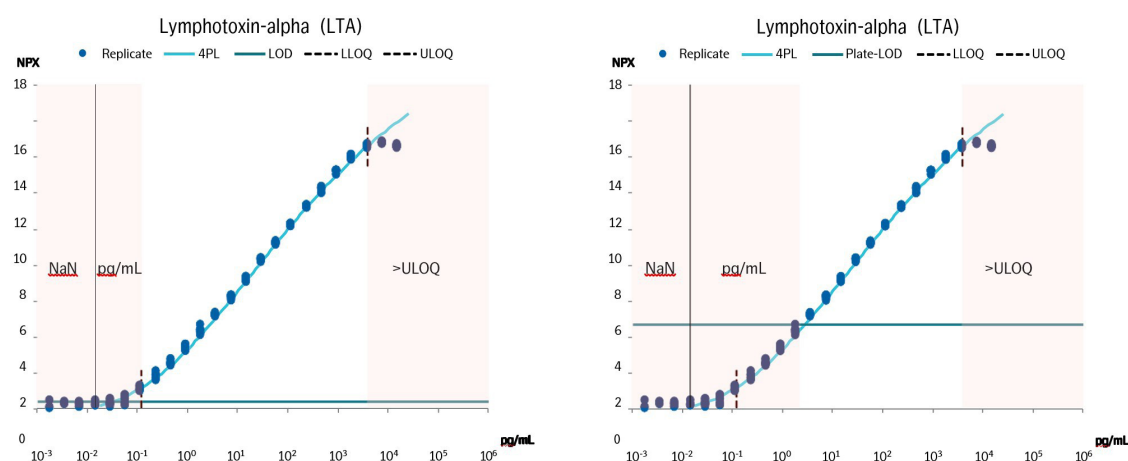 Lymphotoxin-alpha (LTA)
Replicate 4PL LOD LLOQ ULOQ
NPX
18
16
14
12
10
8
6
4
2
0
NaN pg/mL >ULOQ
10-3 10-2 10-1 100 101 102 103 104 105 106
pg/mL
Lymphotoxin-alpha (LTA)
Replicate 4PL Plate-LOD LLOQ ULOQ
NPX
18
16
14
12
10
8
6
4
2
0
NaN pg/mL >ULOQ
10-3 10-2 10-1 100 101 102 103 104 105 106
pg/mL